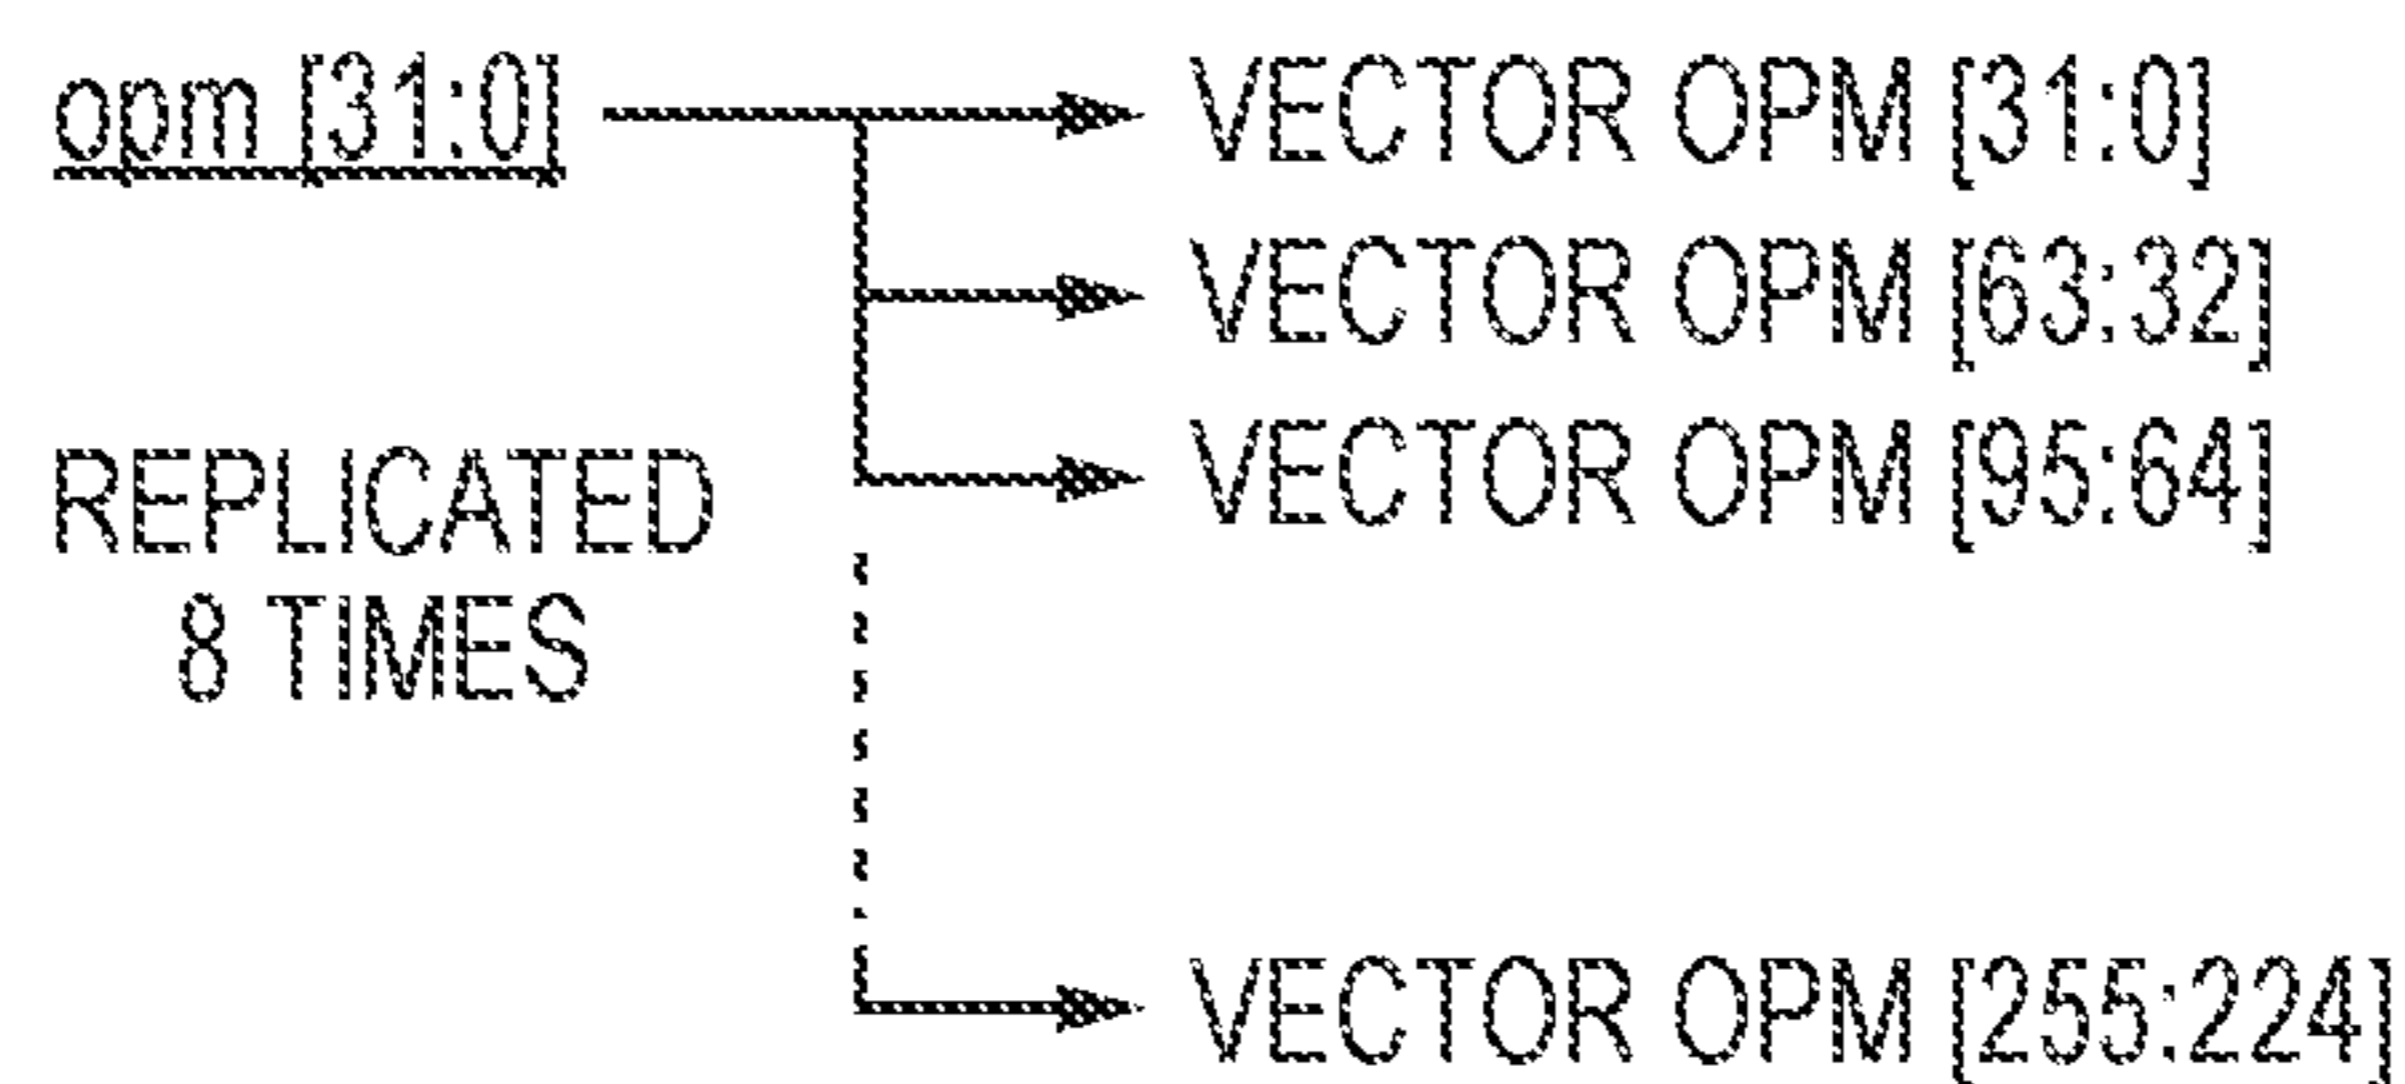 opm [31:0]
VECTOR OPM [31:0]
VECTOR OPM [63:32]
VECTOR OPM [95:64]
REPLICATED
8 TIMES
VECTOR OPM [255:224]